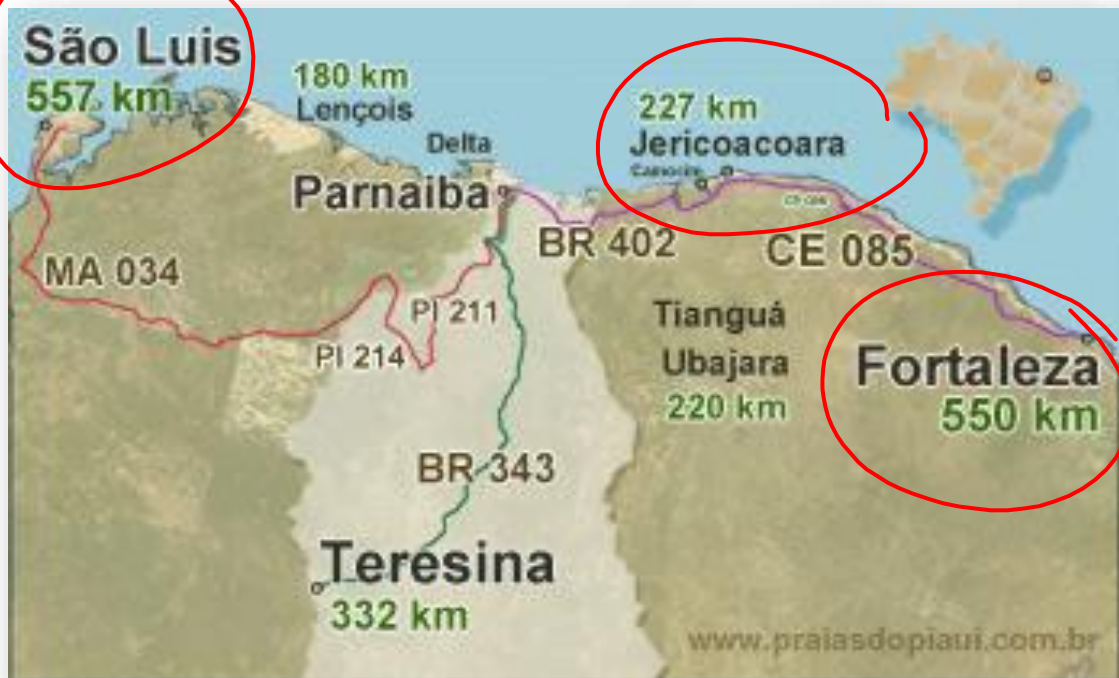 São Luis
557 km
180 km
Lençois
Delta
Parnaiba
227 km
Jericoacoara
Camocim
BR 402
CE 085
MA 034
PI 211
PI 214
Tianguá
Ubajara
220 km
Fortaleza
550 km
BR 343
Teresina
332 km
www.praiasdopiaui.com.br